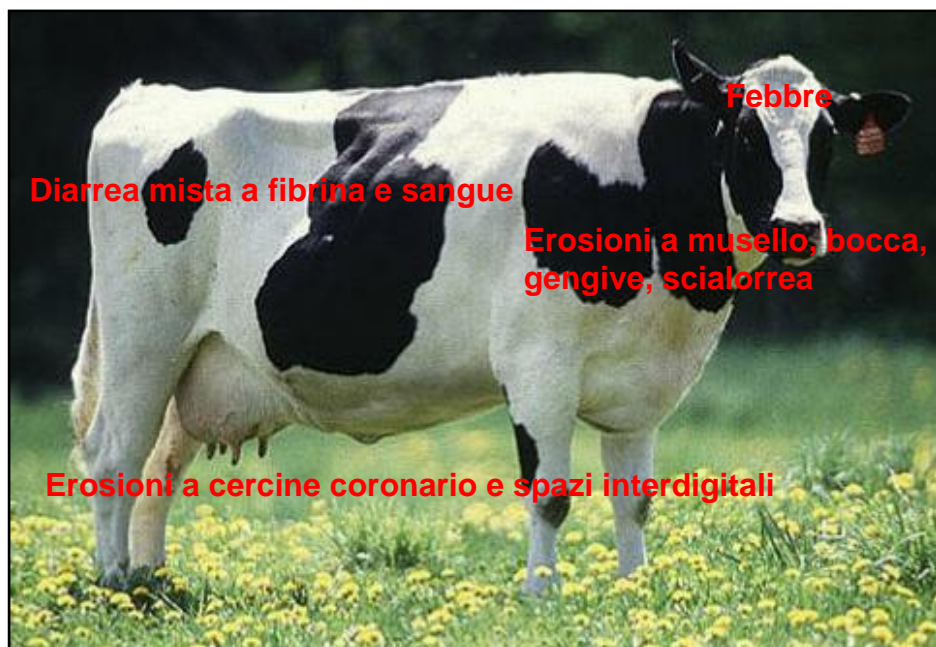 Febbre
Diarrea mista a fibrina e sangue
Erosioni a musello, bocca,
gengive, scialorrea
Erosioni a cercine coronario e spazi interdigitali